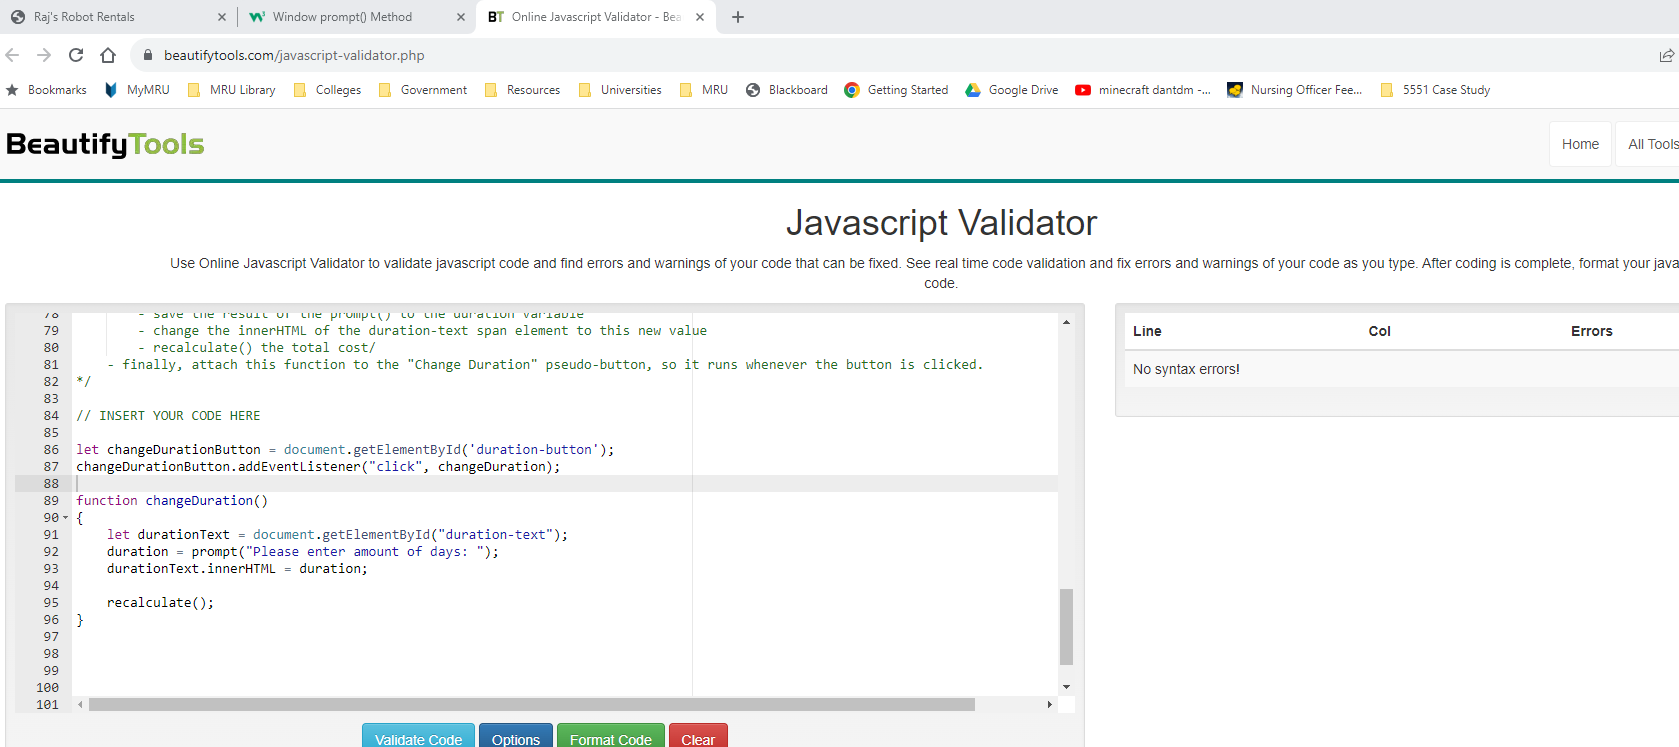 Raj's Robot Rentals
Window prompt() Method
BT Online Javascript Validator - Bea
beautifytools.com/javascript-validator.php
Bookmarks MyMRU MRU Library Colleges Government Resources Universities MRU Blackboard Getting Started Google Drive minecraft dantdm -... Nursing Officer Fee... 5551 Case Study
BeautifyTools
Home All Tools
Javascript Validator
Use Online Javascript Validator to validate javascript code and find errors and warnings of your code that can be fixed. See real time code validation and fix errors and warnings of your code as you type. After coding is complete, format your java
code.
78 - save the result of the prompt() to the duration variable
79 - change the innerHTML of the duration-text span element to this new value
80 - recalculate() the total cost/
81 - finally, attach this function to the "Change Duration" pseudo-button, so it runs whenever the button is clicked.
82 */
83
84 // INSERT YOUR CODE HERE
85
86 let changeDurationButton = document.getElementById('duration-button');
87 changeDurationButton.addEventListener("click", changeDuration);
88
89 function changeDuration()
90 {
91 let durationText = document.getElementById("duration-text");
92 duration = prompt("Please enter amount of days: ");
93 durationText.innerHTML = duration;
94
95 recalculate();
96 }
97
98
99
100
101
Line Col Errors
No syntax errors!
Validate Code Options Format Code Clear